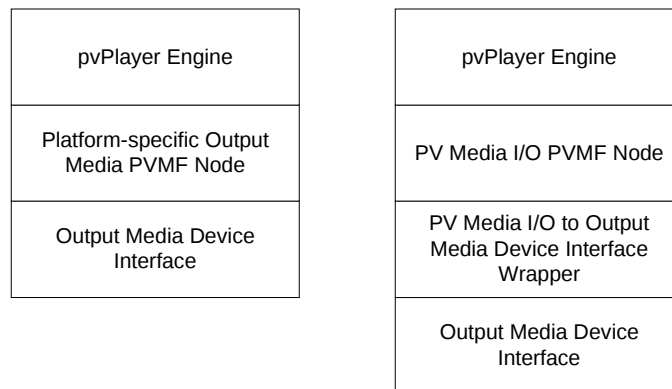 pvPlayer Engine
Platform-specific Output
Media PVMF Node
Output Media Device
Interface
pvPlayer Engine
PV Media I/O PVMF Node
PV Media I/O to Output
Media Device Interface
Wrapper
Output Media Device
Interface